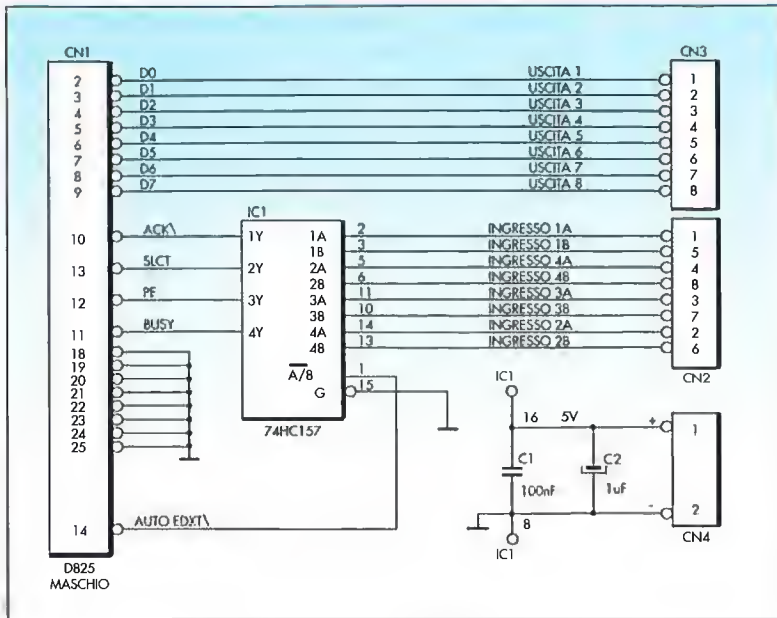 CN1
CN3
2 D0 USCITA 1 1
3 D1 USCITA 2 2
4 D2 USCITA 3 3
5 D3 USCITA 4 4
6 D4 USCITA 5 5
7 D5 USCITA 6 6
8 D6 USCITA 7 7
9 D7 USCITA 8 8
IC1
10 ACK\ 1Y 1A 2 INGRESSO 1A 1
1B 3 INGRESSO 1B 5
13 SLCT 2Y 2A 5 INGRESSO 4A 4
2B 6 INGRESSO 4B 8
12 PE 3Y 3A 11 INGRESSO 3A 3
3B 10 INGRESSO 3B 7
11 BUSY 4Y 4A 14 INGRESSO 2A 2
4B 13 INGRESSO 2B 6
CN2
18
19
20
21
22
23
24
25
A/B 1
G 15
74HC157
IC1
16 5V + 1
C1 C2
100nF 1uF
8 - 2
IC1
CN4
14 AUTO EDXT\
D825
MASCHIO